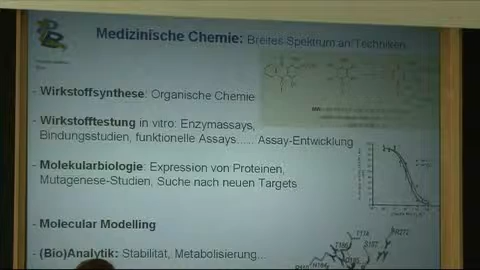 Medizinische Chemie: Breites Spektrum an Techniken
- Wirkstoffsynthese: Organische Chemie
- Wirkstofftestung in vitro: Enzymassays,
Bindungsstudien, funktionelle Assays...... Assay-Entwicklung
- Molekularbiologie: Expression von Proteinen,
Mutagenese-Studien, Suche nach neuen Targets
- Molecular Modelling
- (Bio)Analytik: Stabilität, Metabolisierung...